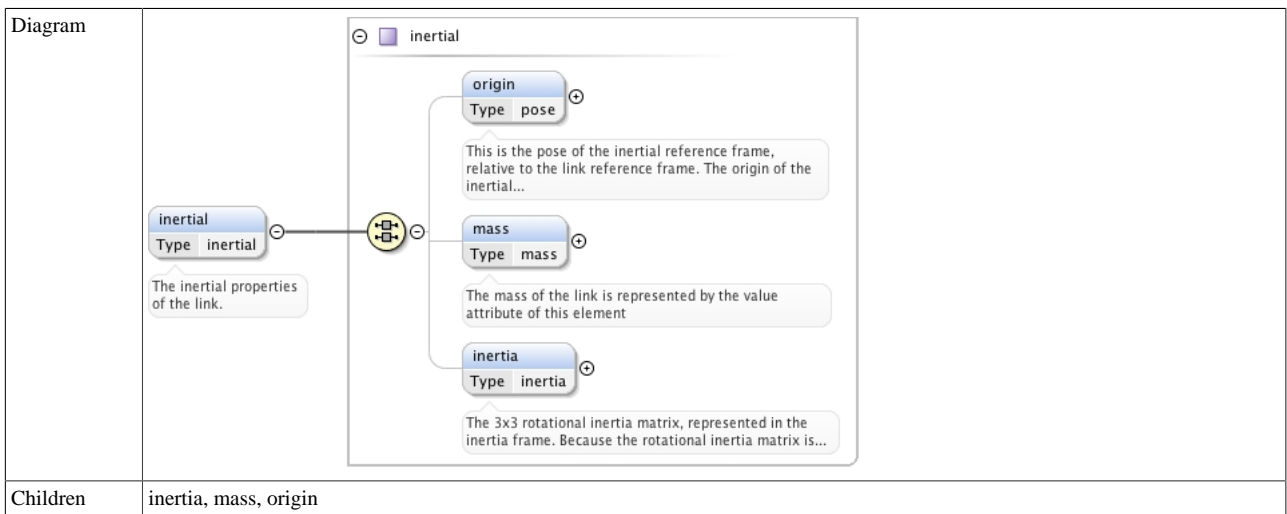 Diagram
inertial
origin
Type pose
This is the pose of the inertial reference frame,
relative to the link reference frame. The origin of the
inertial...
inertial
Type inertial
The inertial properties
of the link.
mass
Type mass
The mass of the link is represented by the value
attribute of this element
inertia
Type inertia
The 3x3 rotational inertia matrix, represented in the
inertia frame. Because the rotational inertia matrix is...
Children
inertia, mass, origin